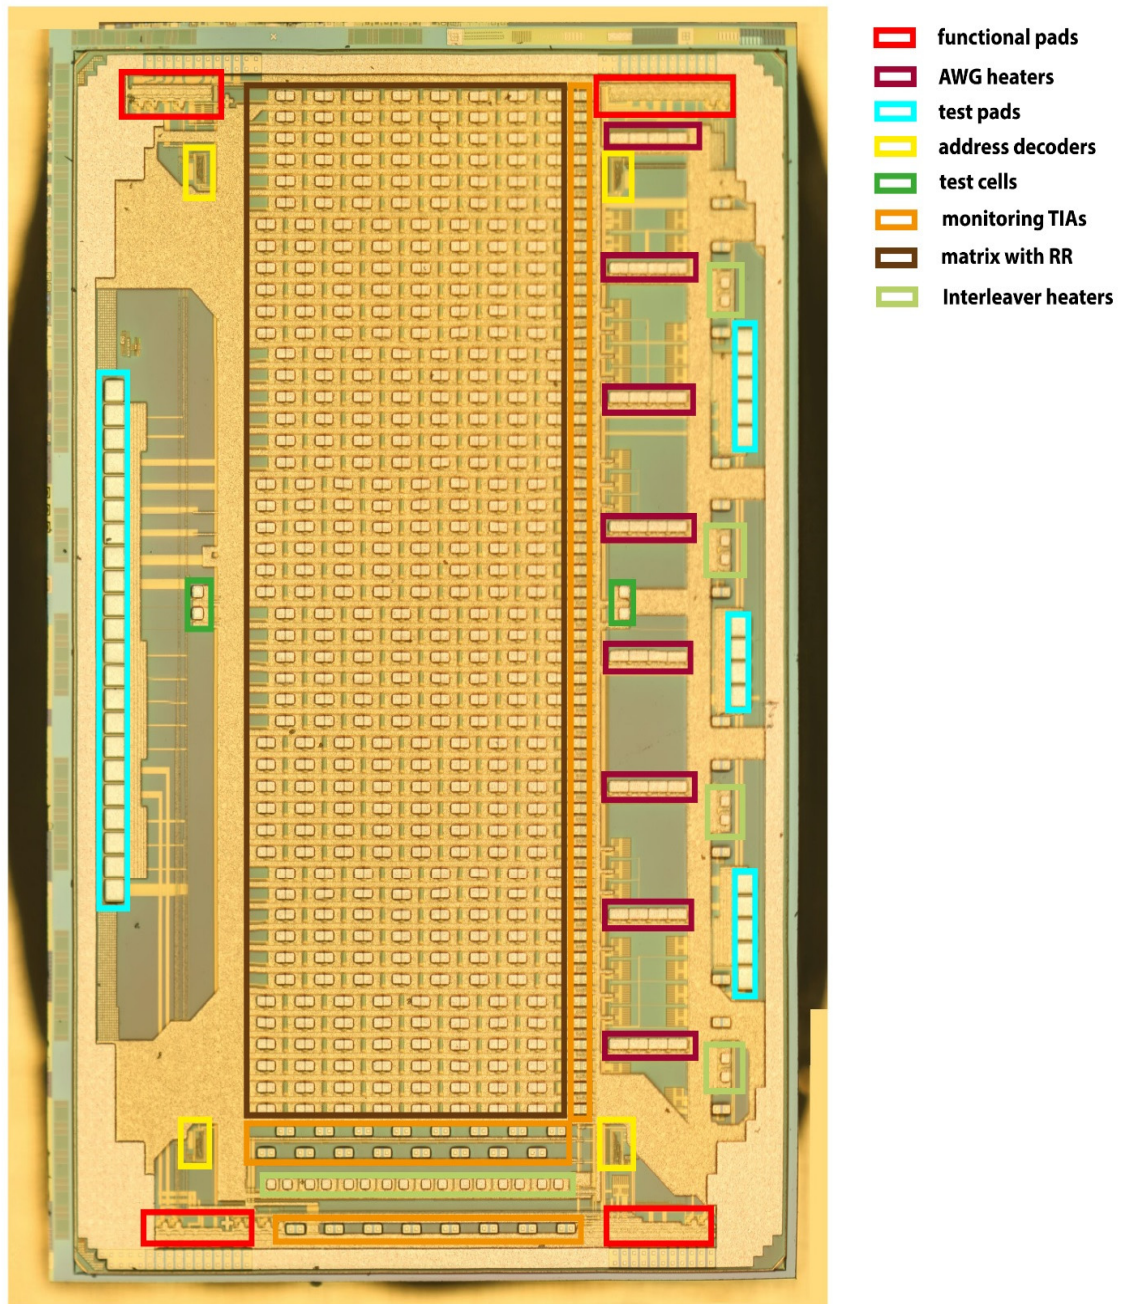 functional pads
AWG heaters
test pads
address decoders
test cells
monitoring TIAs
matrix with RR
Interleaver heaters